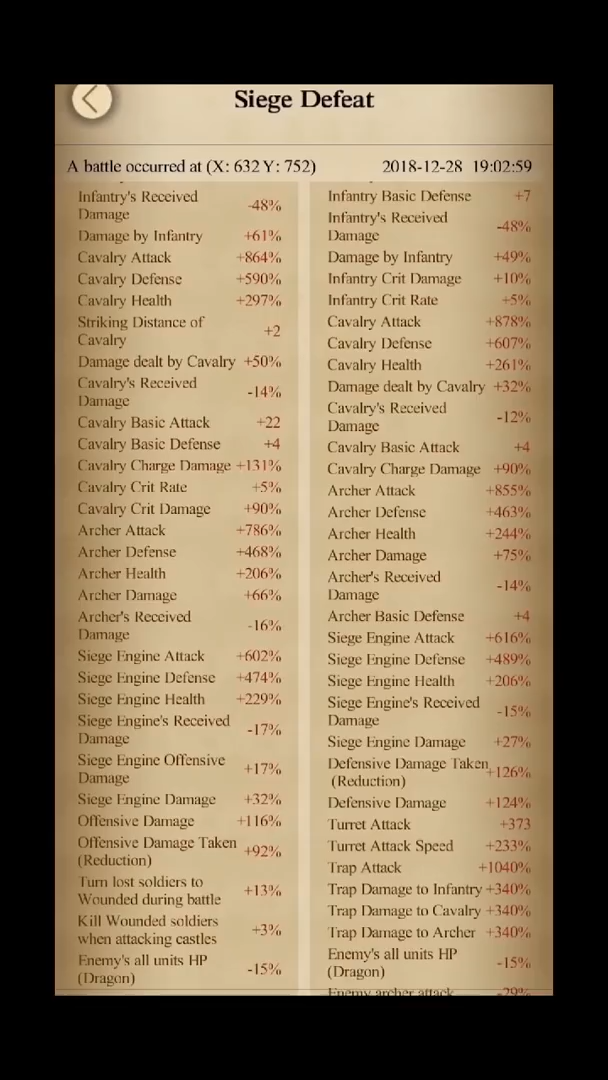 Siege Defeat
A battle occurred at (X: 632 Y: 752) 2018-12-28 19:02:59
Infantry's Received
Damage -48%
Damage by Infantry +61%
Cavalry Attack +864%
Cavalry Defense +590%
Cavalry Health +297%
Striking Distance of
Cavalry +2
Damage dealt by Cavalry +50%
Cavalry's Received
Damage -14%
Cavalry Basic Attack +22
Cavalry Basic Defense +4
Cavalry Charge Damage +131%
Cavalry Crit Rate +5%
Cavalry Crit Damage +90%
Archer Attack +786%
Archer Defense +468%
Archer Health +206%
Archer Damage +66%
Archer's Received
Damage -16%
Siege Engine Attack +602%
Siege Engine Defense +474%
Siege Engine Health +229%
Siege Engine's Received
Damage -17%
Siege Engine Offensive
Damage +17%
Siege Engine Damage +32%
Offensive Damage +116%
Offensive Damage Taken
(Reduction) +92%
Turn lost soldiers to
Wounded during battle +13%
Kill Wounded soldiers
when attacking castles +3%
Enemy's all units HP
(Dragon) -15%
Infantry Basic Defense +7
Infantry's Received
Damage -48%
Damage by Infantry +49%
Infantry Crit Damage +10%
Infantry Crit Rate +5%
Cavalry Attack +878%
Cavalry Defense +607%
Cavalry Health +261%
Damage dealt by Cavalry +32%
Cavalry's Received
Damage -12%
Cavalry Basic Attack +4
Cavalry Charge Damage +90%
Archer Attack +855%
Archer Defense +463%
Archer Health +244%
Archer Damage +75%
Archer's Received
Damage -14%
Archer Basic Defense +4
Siege Engine Attack +616%
Siege Engine Defense +489%
Siege Engine Health +206%
Siege Engine's Received
Damage -15%
Siege Engine Damage +27%
Defensive Damage Taken
(Reduction) +126%
Defensive Damage +124%
Turret Attack +373
Turret Attack Speed +233%
Trap Attack +1040%
Trap Damage to Infantry +340%
Trap Damage to Cavalry +340%
Trap Damage to Archer +340%
Enemy's all units HP
(Dragon) -15%
Enemy archer attack -29%